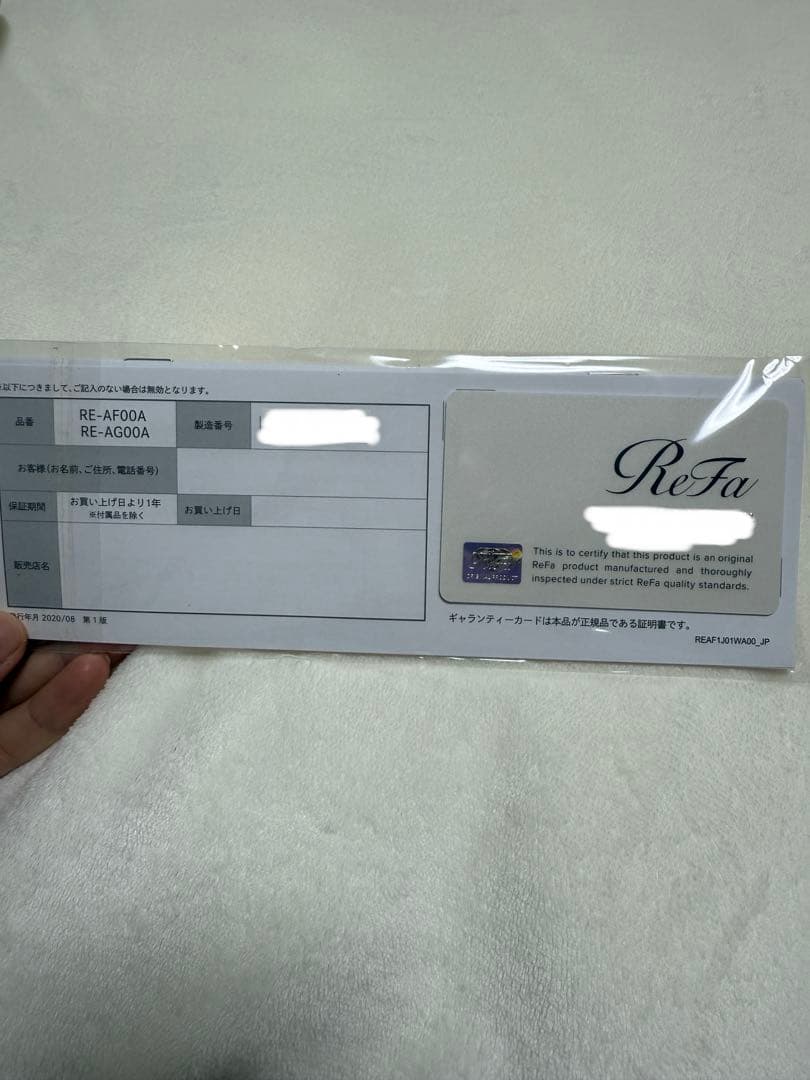 以下につきまして、ご記入のない場合は無効となります。
品番
RE-AF00A
RE-AG00A
製造番号
お客様(お名前、ご住所、電話番号)
保証期間
お買い上げ日より1年
※付属品を除く
お買い上げ日
販売店名
発行年月 2020/08 第1版
ReFa
This is to certify that this product is an original
ReFa product manufactured and thoroughly
inspected under strict ReFa quality standards.
ORIGINAL PRODUCT
ギャランティーカードは本品が正規品である証明書です。
REAF1J01WA00_JP